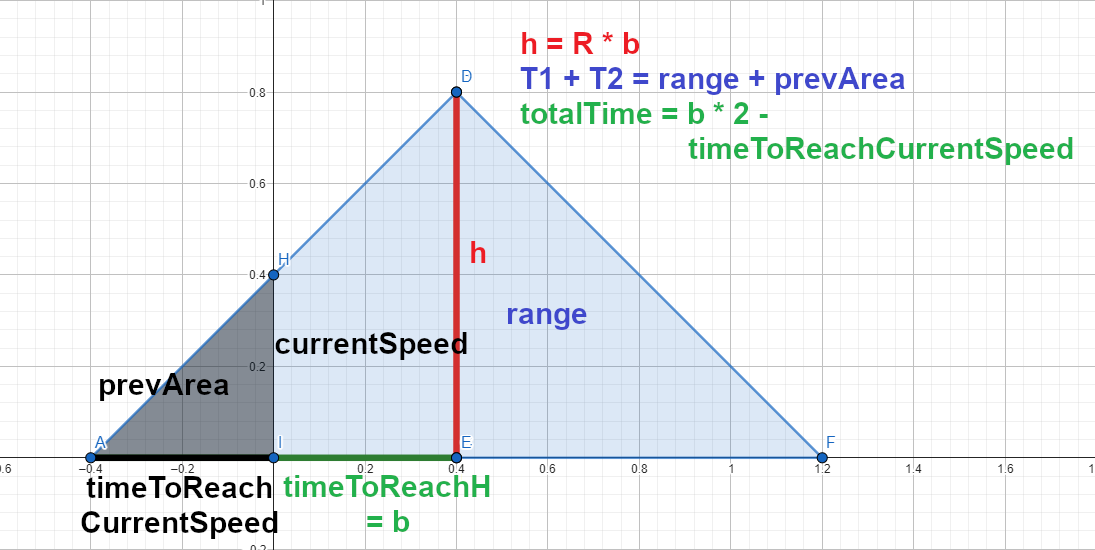 1
h = R * b
T1 + T2 = range + prevArea
totalTime = b * 2 -
timeToReachCurrentSpeed
D
0.8
0.6
H
0.4
h
range
currentSpeed
0.2
prevArea
A
I
E
F
0.6
−0.4
−0.2
0.2
0.4
0.6
0.8
1
1.2
1.4
1.6
1.
timeToReach
CurrentSpeed
timeToReachH
= b